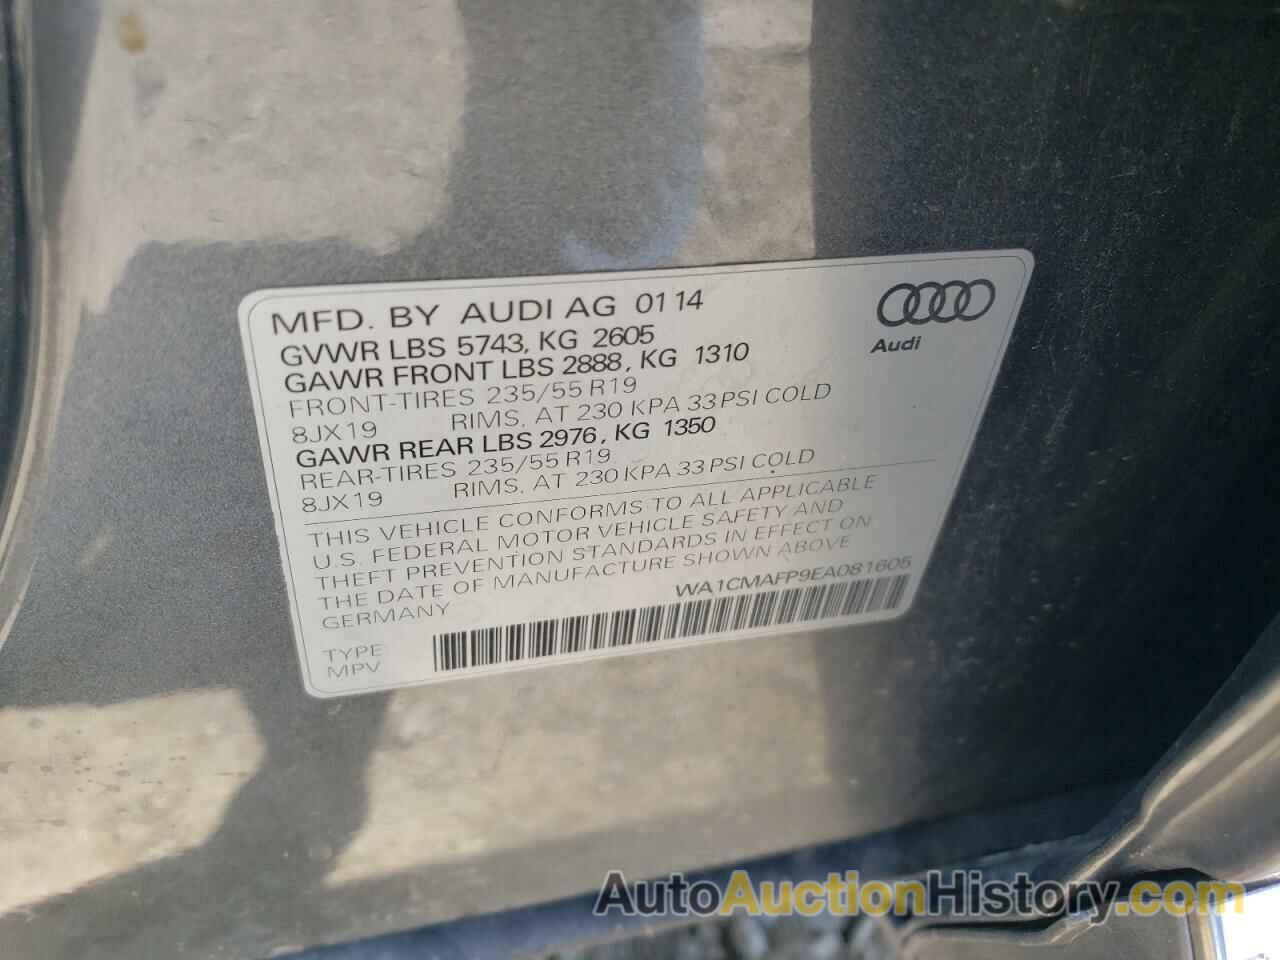 MFD. BY AUDI AG 0114
GVWR LBS 5743, KG 2605
GAWR FRONT LBS 2888, KG 1310
FRONT-TIRES 235/55 R19
8JX19 RIMS, AT 230 KPA 33 PSI COLD
GAWR REAR LBS 2976, KG 1350
REAR-TIRES 235/55 R19
8JX19 RIMS, AT 230 KPA 33 PSI COLD
Audi
THIS VEHICLE CONFORMS TO ALL APPLICABLE
U.S. FEDERAL MOTOR VEHICLE SAFETY AND
THEFT PREVENTION STANDARDS IN EFFECT ON
THE DATE OF MANUFACTURE SHOWN ABOVE
GERMANY
WA1CMAFP9EA081605
TYPE
MPV
AutoAuctionHistory.com